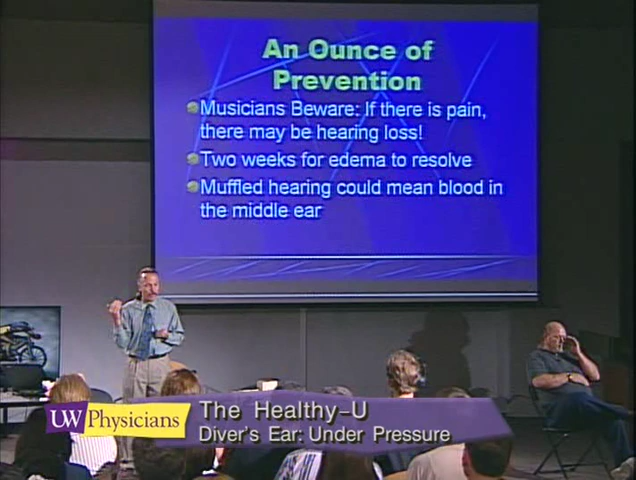 An Ounce of
Prevention
Musicians Beware: If there is pain,
there may be hearing loss!
Two weeks for edema to resolve
Muffled hearing could mean blood in
the middle ear
UW Physicians
The Healthy-U
Diver's Ear: Under Pressure